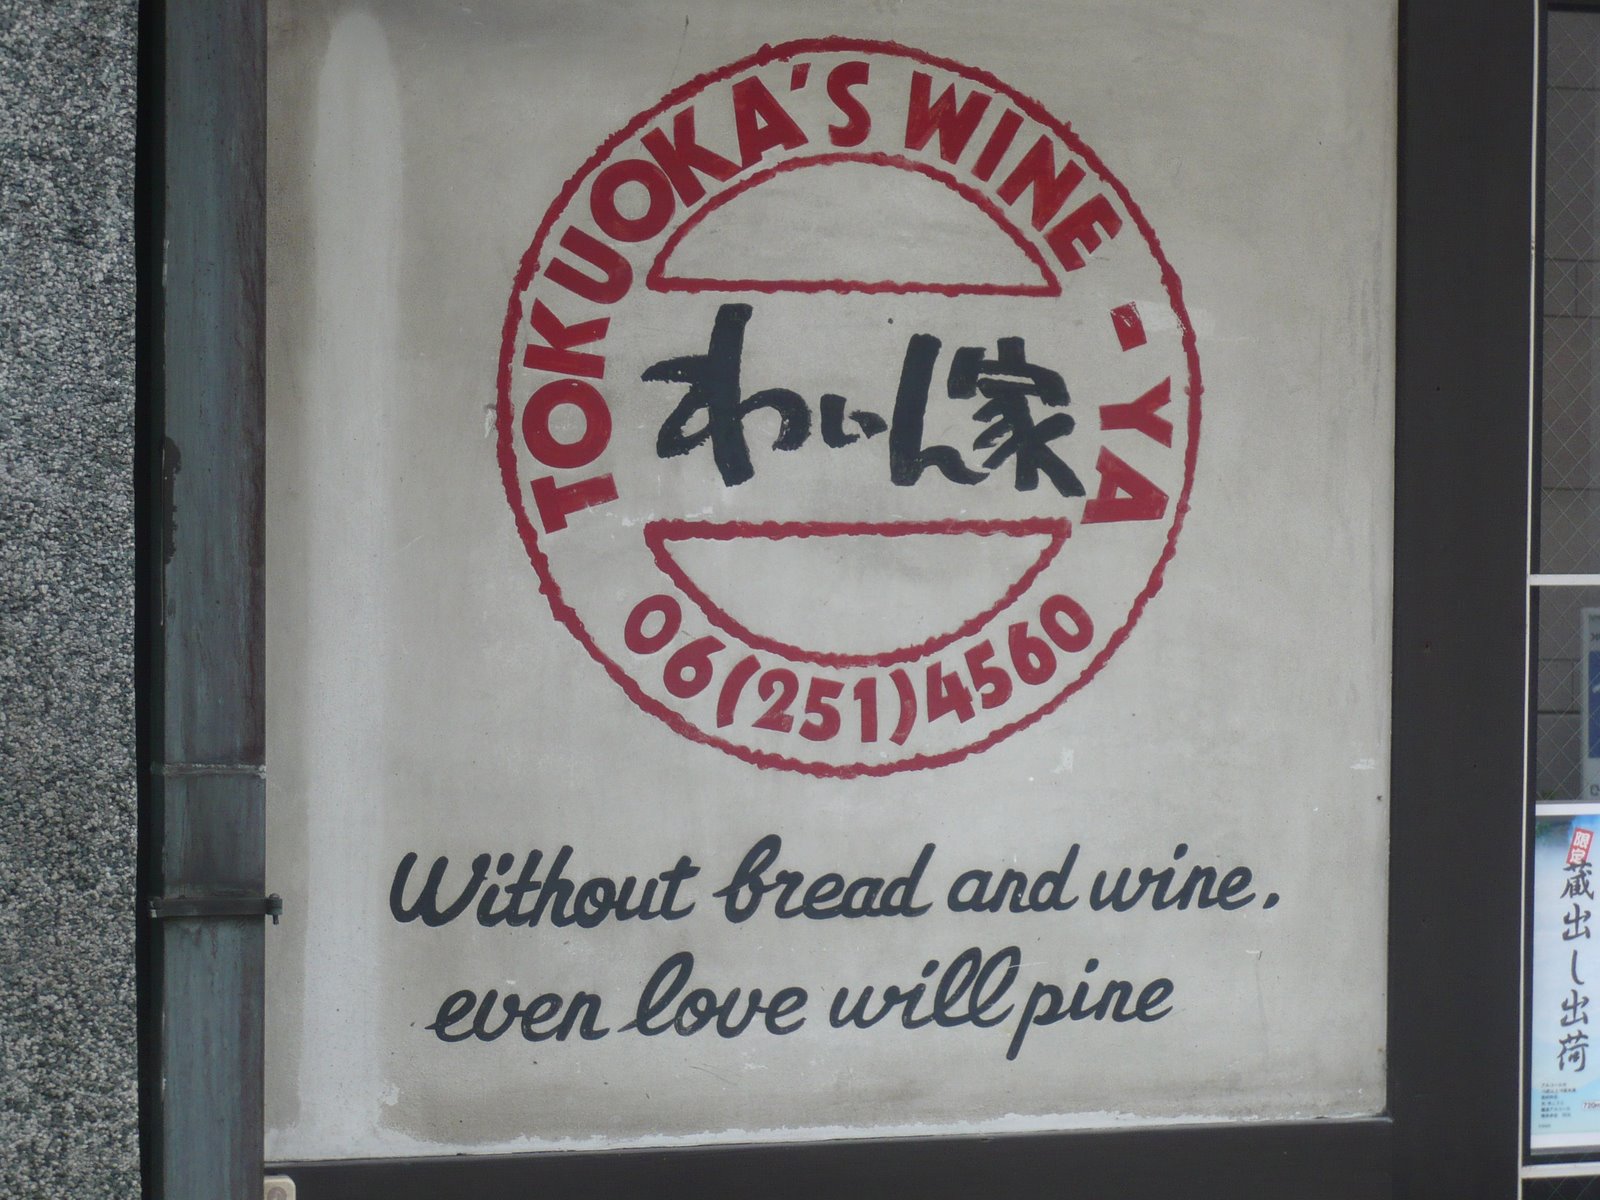 TOKUOKA'S WINE-YA
わいん家
06(251)4560
Without bread and wine.
even love will pine
限定
蔵出し出荷